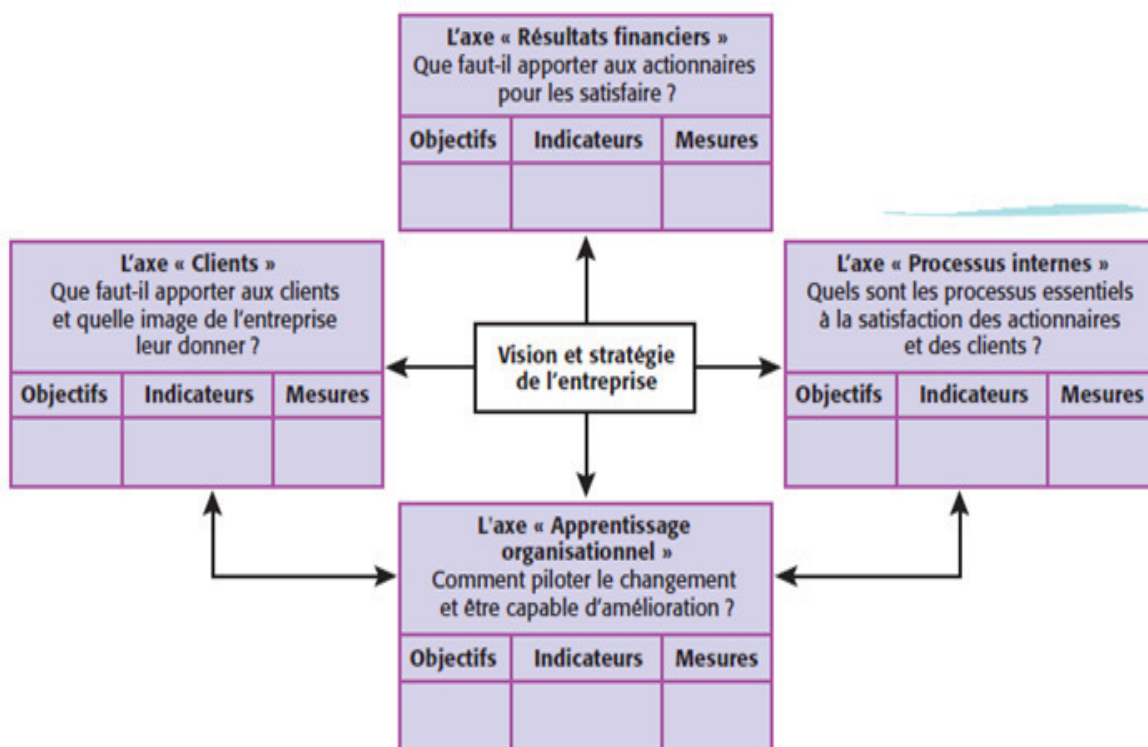 L'axe « Résultats financiers »
Que faut-il apporter aux actionnaires
pour les satisfaire ?
Objectifs Indicateurs Mesures
L'axe « Clients »
Que faut-il apporter aux clients
et quelle image de l'entreprise
leur donner ?
Objectifs Indicateurs Mesures
Vision et stratégie
de l'entreprise
L'axe « Processus internes »
Quels sont les processus essentiels
à la satisfaction des actionnaires
et des clients ?
Objectifs Indicateurs Mesures
L'axe « Apprentissage
organisationnel »
Comment piloter le changement
et être capable d'amélioration ?
Objectifs Indicateurs Mesures